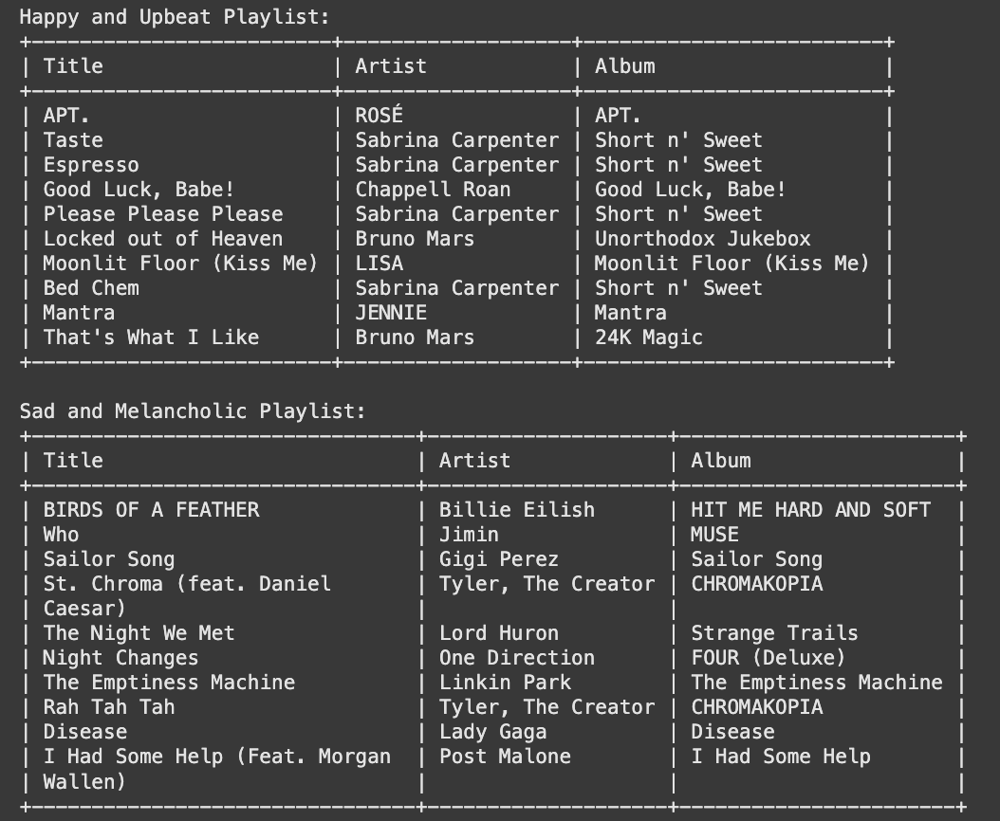 Happy and Upbeat Playlist:
+-------------------------+-------------------+-------------------------+
| Title                   | Artist            | Album                   |
+-------------------------+-------------------+-------------------------+
| APT.                    | ROSÉ              | APT.                    |
| Taste                   | Sabrina Carpenter | Short n' Sweet          |
| Espresso                | Sabrina Carpenter | Short n' Sweet          |
| Good Luck, Babe!        | Chappell Roan     | Good Luck, Babe!        |
| Please Please Please    | Sabrina Carpenter | Short n' Sweet          |
| Locked out of Heaven    | Bruno Mars        | Unorthodox Jukebox      |
| Moonlit Floor (Kiss Me) | LISA              | Moonlit Floor (Kiss Me) |
| Bed Chem                | Sabrina Carpenter | Short n' Sweet          |
| Mantra                  | JENNIE            | Mantra                  |
| That's What I Like      | Bruno Mars        | 24K Magic               |
+-------------------------+-------------------+-------------------------+

Sad and Melancholic Playlist:
+--------------------------------+--------------------+-----------------------+
| Title                          | Artist             | Album                 |
+--------------------------------+--------------------+-----------------------+
| BIRDS OF A FEATHER             | Billie Eilish      | HIT ME HARD AND SOFT  |
| Who                            | Jimin              | MUSE                  |
| Sailor Song                    | Gigi Perez         | Sailor Song           |
| St. Chroma (feat. Daniel       | Tyler, The Creator | CHROMAKOPIA           |
| Caesar)                        |                    |                       |
| The Night We Met               | Lord Huron         | Strange Trails        |
| Night Changes                  | One Direction      | FOUR (Deluxe)         |
| The Emptiness Machine          | Linkin Park        | The Emptiness Machine |
| Rah Tah Tah                    | Tyler, The Creator | CHROMAKOPIA           |
| Disease                        | Lady Gaga          | Disease               |
| I Had Some Help (Feat. Morgan  | Post Malone        | I Had Some Help       |
| Wallen)                        |                    |                       |
+--------------------------------+--------------------+-----------------------+